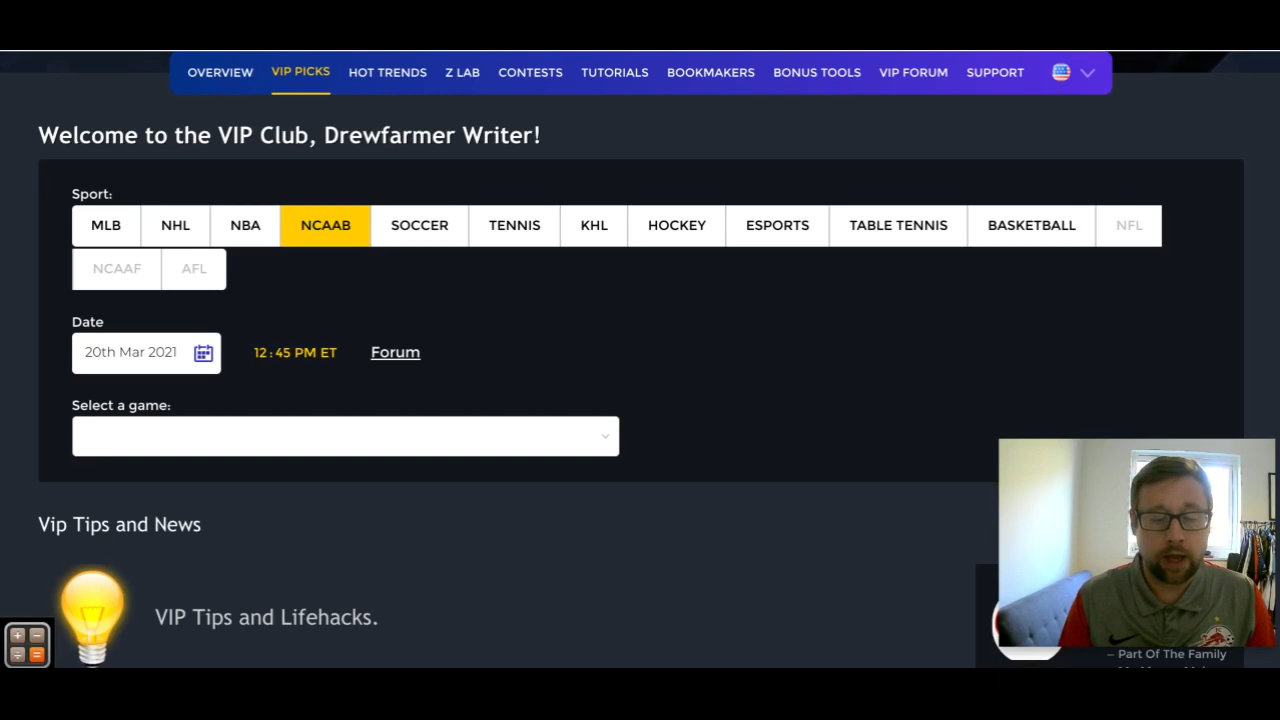 OVERVIEW VIP PICKS HOT TRENDS Z LAB CONTESTS TUTORIALS BOOKMAKERS BONUS TOOLS VIP FORUM SUPPORT
Welcome to the VIP Club, Drewfarmer Writer!
Sport:
MLB NHL NBA NCAAB SOCCER TENNIS KHL HOCKEY ESPORTS TABLE TENNIS BASKETBALL NFL
NCAAF AFL
Date
20th Mar 2021 12:45 PM ET Forum
Select a game:
Vip Tips and News
VIP Tips and Lifehacks.
– Part Of The Family